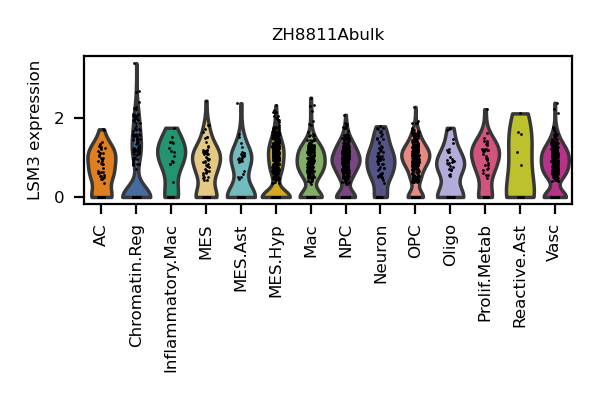 ZH8811Abulk
LSM3 expression
2
0
AC
Chromatin.Reg
Inflammatory.Mac
MES
MES.Ast
MES.Hyp
Mac
NPC
Neuron
OPC
Oligo
Prolif.Metab
Reactive.Ast
Vasc